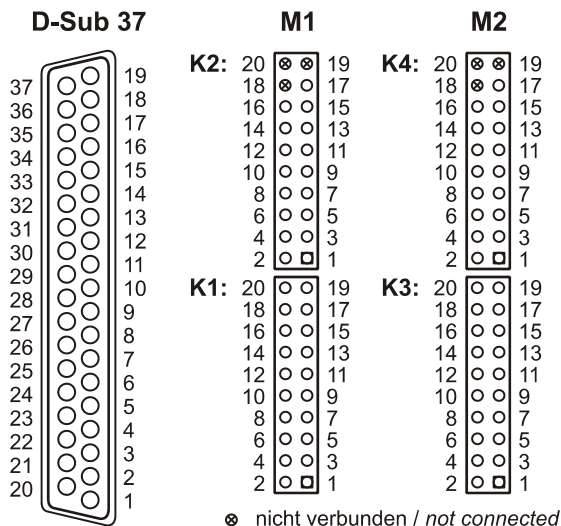 D-Sub 37 M1 M2
K2: 20 19 K4: 20 19
18 17 18 17
16 15 16 15
14 13 14 13
12 11 12 11
10 9 10 9
8 7 8 7
6 5 6 5
4 3 4 3
2 1 2 1
K1: 20 19 K3: 20 19
18 17 18 17
16 15 16 15
14 13 14 13
12 11 12 11
10 9 10 9
8 7 8 7
6 5 6 5
4 3 4 3
2 1 2 1
19
37
18
36
17
35
16
34
15
33
14
32
13
31
12
30
11
29
10
28
9
27
8
26
7
25
6
24
5
23
4
22
3
21
2
20
1
nicht verbunden / not connected